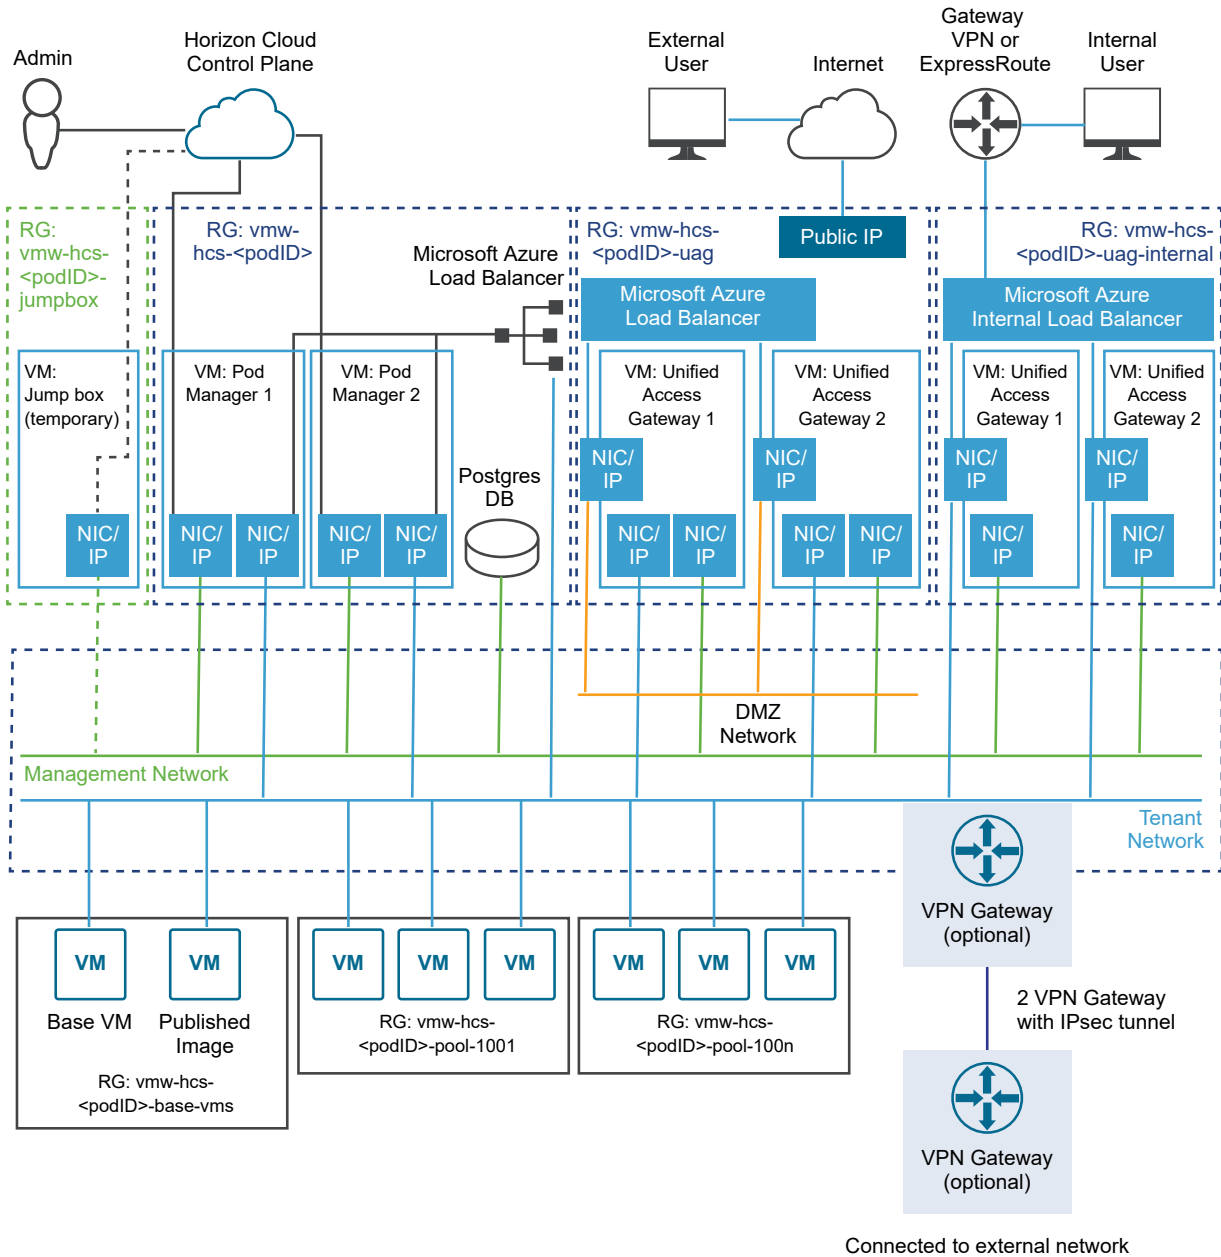 Admin
Horizon Cloud
Control Plane
External
User
Internet
Gateway
VPN or
ExpressRoute
Internal
User
RG:
vmw-hcs-
<podID>-
jumpbox
RG: vmw-
hcs-<podID>
Microsoft Azure
Load Balancer
RG: vmw-hcs-
<podID>-uag
Public IP
RG: vmw-hcs-
<podID>-uag-internal
Microsoft Azure
Load Balancer
Microsoft Azure
Internal Load Balancer
VM:
Jump box
(temporary)
VM: Pod
Manager 1
VM: Pod
Manager 2
VM: Unified
Access
Gateway 1
VM: Unified
Access
Gateway 2
VM: Unified
Access
Gateway 1
VM: Unified
Access
Gateway 2
NIC/
IP
NIC/
IP
NIC/
IP
NIC/
IP
Postgres
DB
NIC/
IP
NIC/
IP
NIC/
IP
NIC/
IP
NIC/
IP
NIC/
IP
NIC/
IP
NIC/
IP
NIC/
IP
NIC/
IP
NIC/
IP
DMZ
Network
Management Network
Tenant
Network
VPN Gateway
(optional)
VM
VM
VM
VM
VM
VM
VM
VM
Base VM
Published
Image
RG: vmw-hcs-
<podID>-base-vms
RG: vmw-hcs-
<podID>-pool-1001
RG: vmw-hcs-
<podID>-pool-100n
2 VPN Gateway
with IPsec tunnel
VPN Gateway
(optional)
Connected to external network